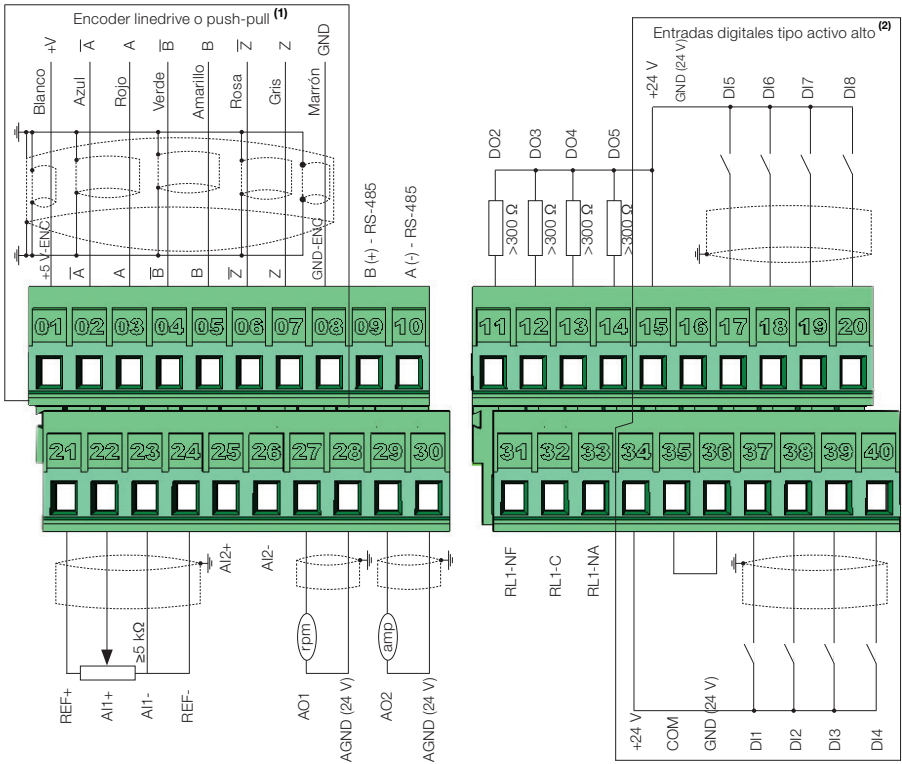 Encoder linedrive o push-pull (1)
+V
A̅
A
B̅
B
Z̅
Z
GND
Blanco
Azul
Rojo
Verde
Amarillo
Rosa
Gris
Marrón
+5 V-ENC
A̅
A
B̅
B
Z̅
Z
GND-ENC
B (+) - RS-485
A (-) - RS-485
01 02 03 04 05 06 07 08 09 10
21 22 23 24 25 26 27 28 29 30
AI2+
AI2-
≥5 kΩ
rpm
amp
REF+
AI1+
AI1-
REF-
AO1
AGND (24 V)
AO2
AGND (24 V)
Entradas digitales tipo activo alto (2)
+24 V
GND (24 V)
DI5
DI6
DI7
DI8
DO2
DO3
DO4
DO5
>300 Ω
>300 Ω
>300 Ω
>300 Ω
11 12 13 14 15 16 17 18 19 20
31 32 33 34 35 36 37 38 39 40
RL1-NF
RL1-C
RL1-NA
+24 V
COM
GND (24 V)
DI1
DI2
DI3
DI4